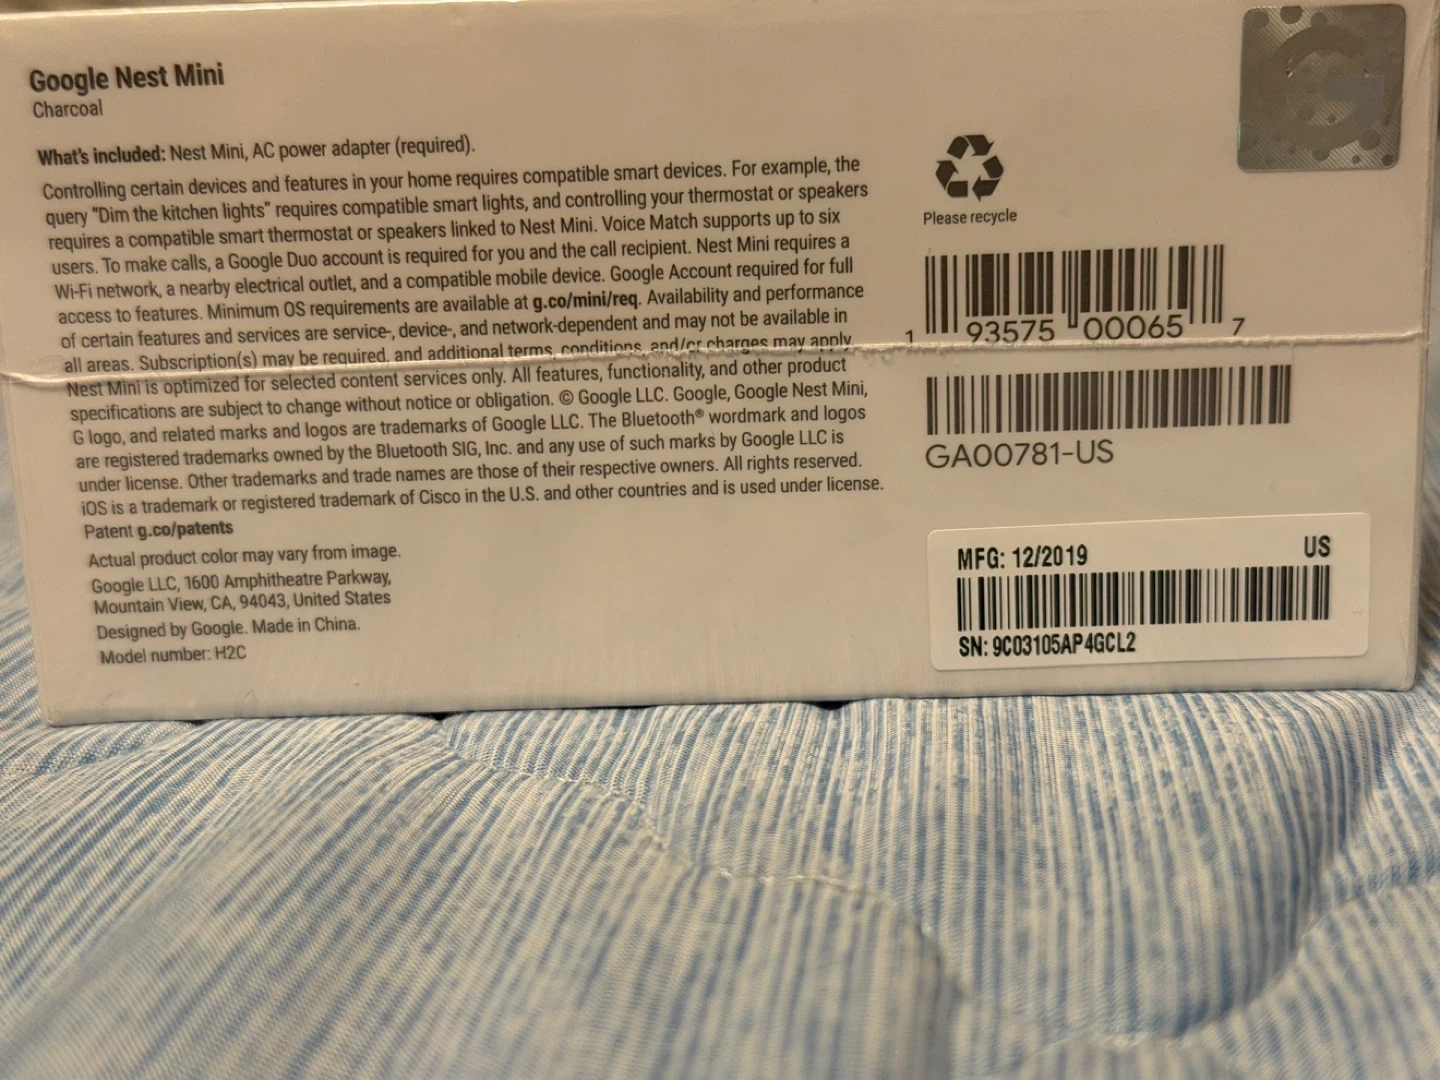 Google Nest Mini
Charcoal
What's included: Nest Mini, AC power adapter (required).
Controlling certain devices and features in your home requires compatible smart devices. For example, the
query "Dim the kitchen lights" requires compatible smart lights, and controlling your thermostat or speakers
requires a compatible smart thermostat or speakers linked to Nest Mini. Voice Match supports up to six
users. To make calls, a Google Duo account is required for you and the call recipient. Nest Mini requires a
Wi-Fi network, a nearby electrical outlet, and a compatible mobile device. Google Account required for full
access to features. Minimum OS requirements are available at g.co/mini/req. Availability and performance
of certain features and services are service-, device-, and network-dependent and may not be available in
all areas. Subscription(s) may be required, and additional terms, conditions, and/or charges may apply.
Nest Mini is optimized for selected content services only. All features, functionality, and other product
specifications are subject to change without notice or obligation. © Google LLC. Google, Google Nest Mini,
G logo, and related marks and logos are trademarks of Google LLC. The Bluetooth® wordmark and logos
are registered trademarks owned by the Bluetooth SIG, Inc. and any use of such marks by Google LLC is
under license. Other trademarks and trade names are those of their respective owners. All rights reserved.
iOS is a trademark or registered trademark of Cisco in the U.S. and other countries and is used under license.
Patent g.co/patents
Actual product color may vary from image.
Google LLC, 1600 Amphitheatre Parkway,
Mountain View, CA, 94043, United States
Designed by Google. Made in China.
Model number: H2C
G
Please recycle
1 93575 00065 7
GA00781-US
MFG: 12/2019 US
SN: 9C03105AP4GCL2